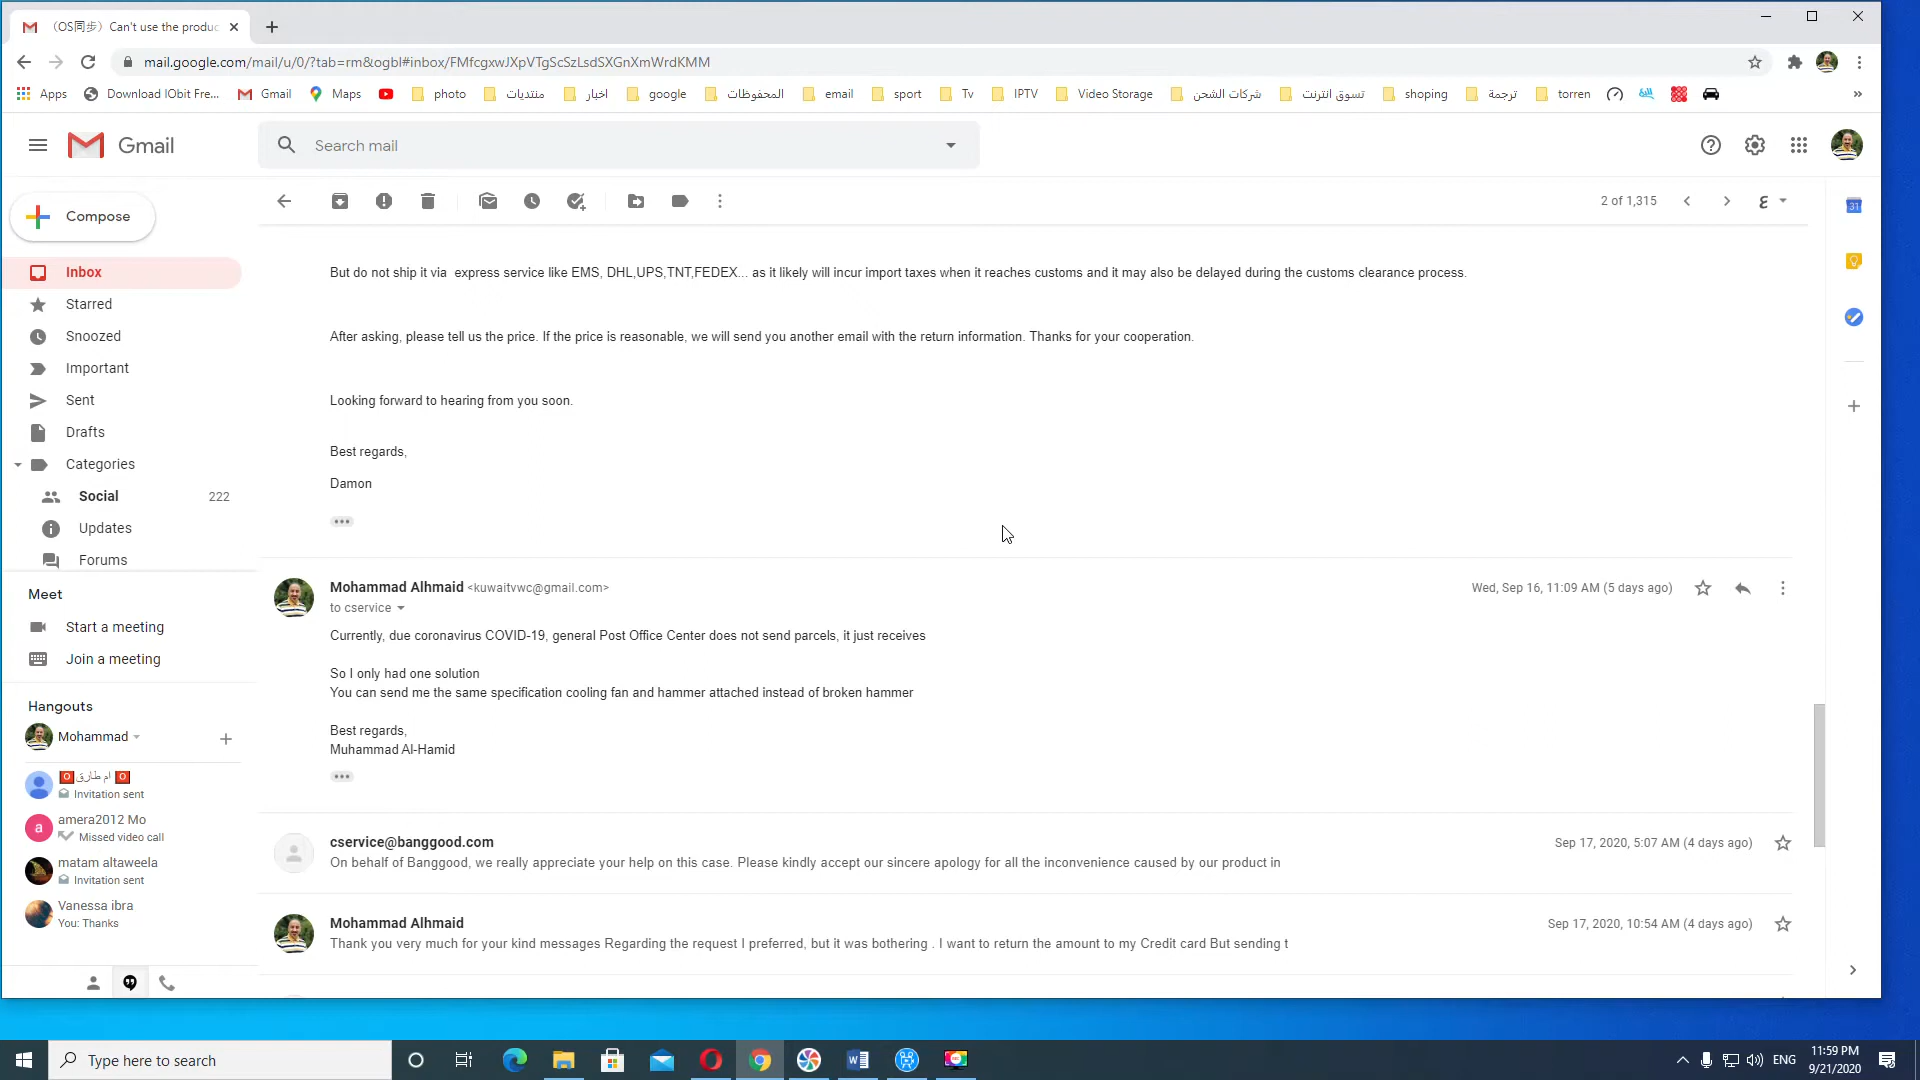 （OS同步）Can't use the produc
mail.google.com/mail/u/0/?tab=rm&ogbl#inbox/FMfcgxwJXpVTgScSzLsdSXGnXmWrdKMM
Apps
Download IObit Fre...
Gmail
Maps
photo
منتديات
اخبار
google
المحفوظات
email
sport
Tv
IPTV
Video Storage
شركات الشحن
تسوق انترنت
shoping
ترجمة
torren
»
Gmail
Search mail
Compose
2 of 1,315
31
Inbox
Starred
Snoozed
Important
Sent
Drafts
Categories
Social 222
Updates
Forums
Meet
Start a meeting
Join a meeting
Hangouts
Mohammad
🅾ام طارق🅾
Invitation sent
a
amera2012 Mo
Missed video call
matam altaweela
Invitation sent
Vanessa ibra
You: Thanks
But do not ship it via  express service like EMS, DHL,UPS,TNT,FEDEX... as it likely will incur import taxes when it reaches customs and it may also be delayed during the customs clearance process.
After asking, please tell us the price. If the price is reasonable, we will send you another email with the return information. Thanks for your cooperation.
Looking forward to hearing from you soon.
Best regards,
Damon
Mohammad Alhmaid <kuwaitvwc@gmail.com>
Wed, Sep 16, 11:09 AM (5 days ago)
to cservice
Currently, due coronavirus COVID-19, general Post Office Center does not send parcels, it just receives
So I only had one solution
You can send me the same specification cooling fan and hammer attached instead of broken hammer
Best regards,
Muhammad Al-Hamid
cservice@banggood.com
Sep 17, 2020, 5:07 AM (4 days ago)
On behalf of Banggood, we really appreciate your help on this case. Please kindly accept our sincere apology for all the inconvenience caused by our product in
Mohammad Alhmaid
Sep 17, 2020, 10:54 AM (4 days ago)
Thank you very much for your kind messages Regarding the request I preferred, but it was bothering . I want to return the amount to my Credit card But sending t
Type here to search
ENG
11:59 PM
9/21/2020